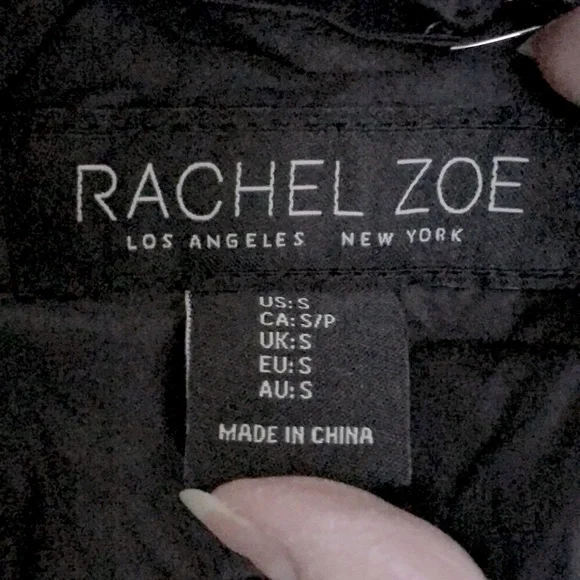 RACHEL ZOE
LOS ANGELES NEW YORK
US: S
CA: S/P
UK: S
EU: S
AU: S
MADE IN CHINA